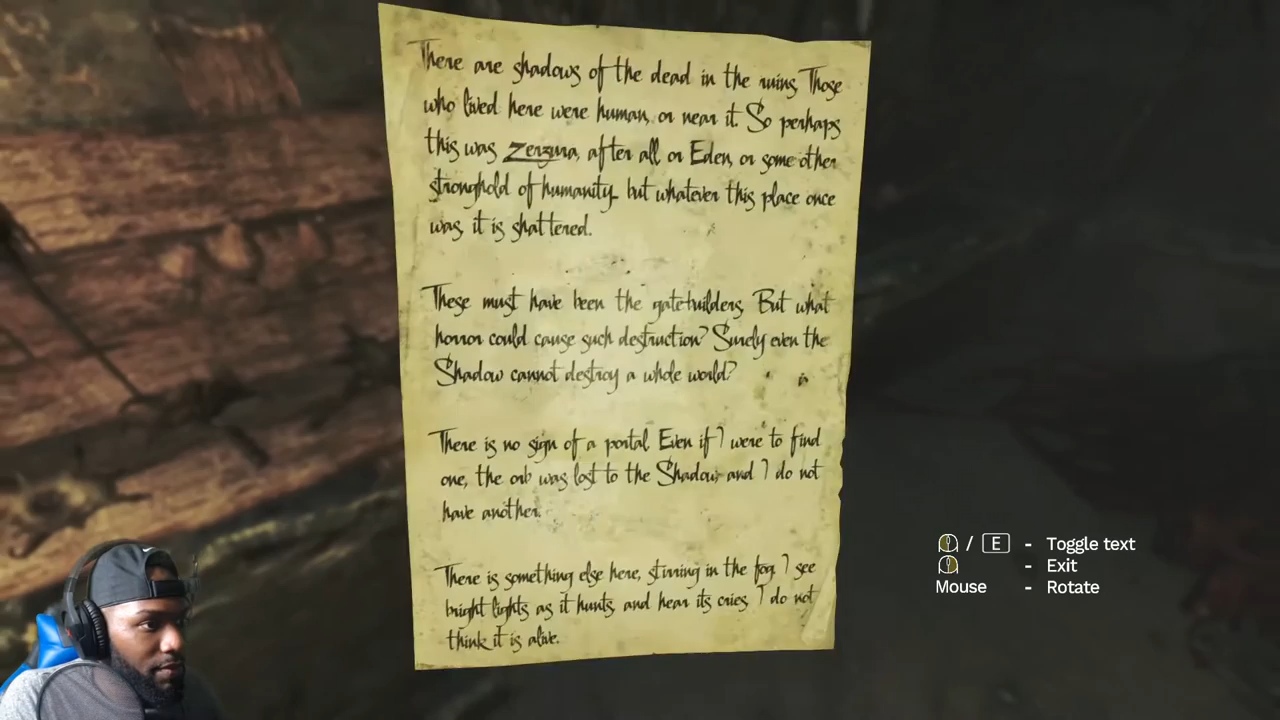 There are shadows of the dead in the ruins. Those
who lived here were human, or near it. So perhaps
this was Zerzura, after all, or Eden, or some other
stronghold of humanity... but whatever this place once
was, it is shattered.
These must have been the gate-builders. But what
horror could cause such destruction? Surely even the
Shadow cannot destroy a whole world?
There is no sign of a portal. Even if I were to find
one, the orb was lost to the Shadow, and I do not
have another.
There is something else here, stirring in the fog. I see
bright lights as it hunts, and hear its cries. I do not
think it is alive.
/ E - Toggle text
- Exit
Mouse - Rotate